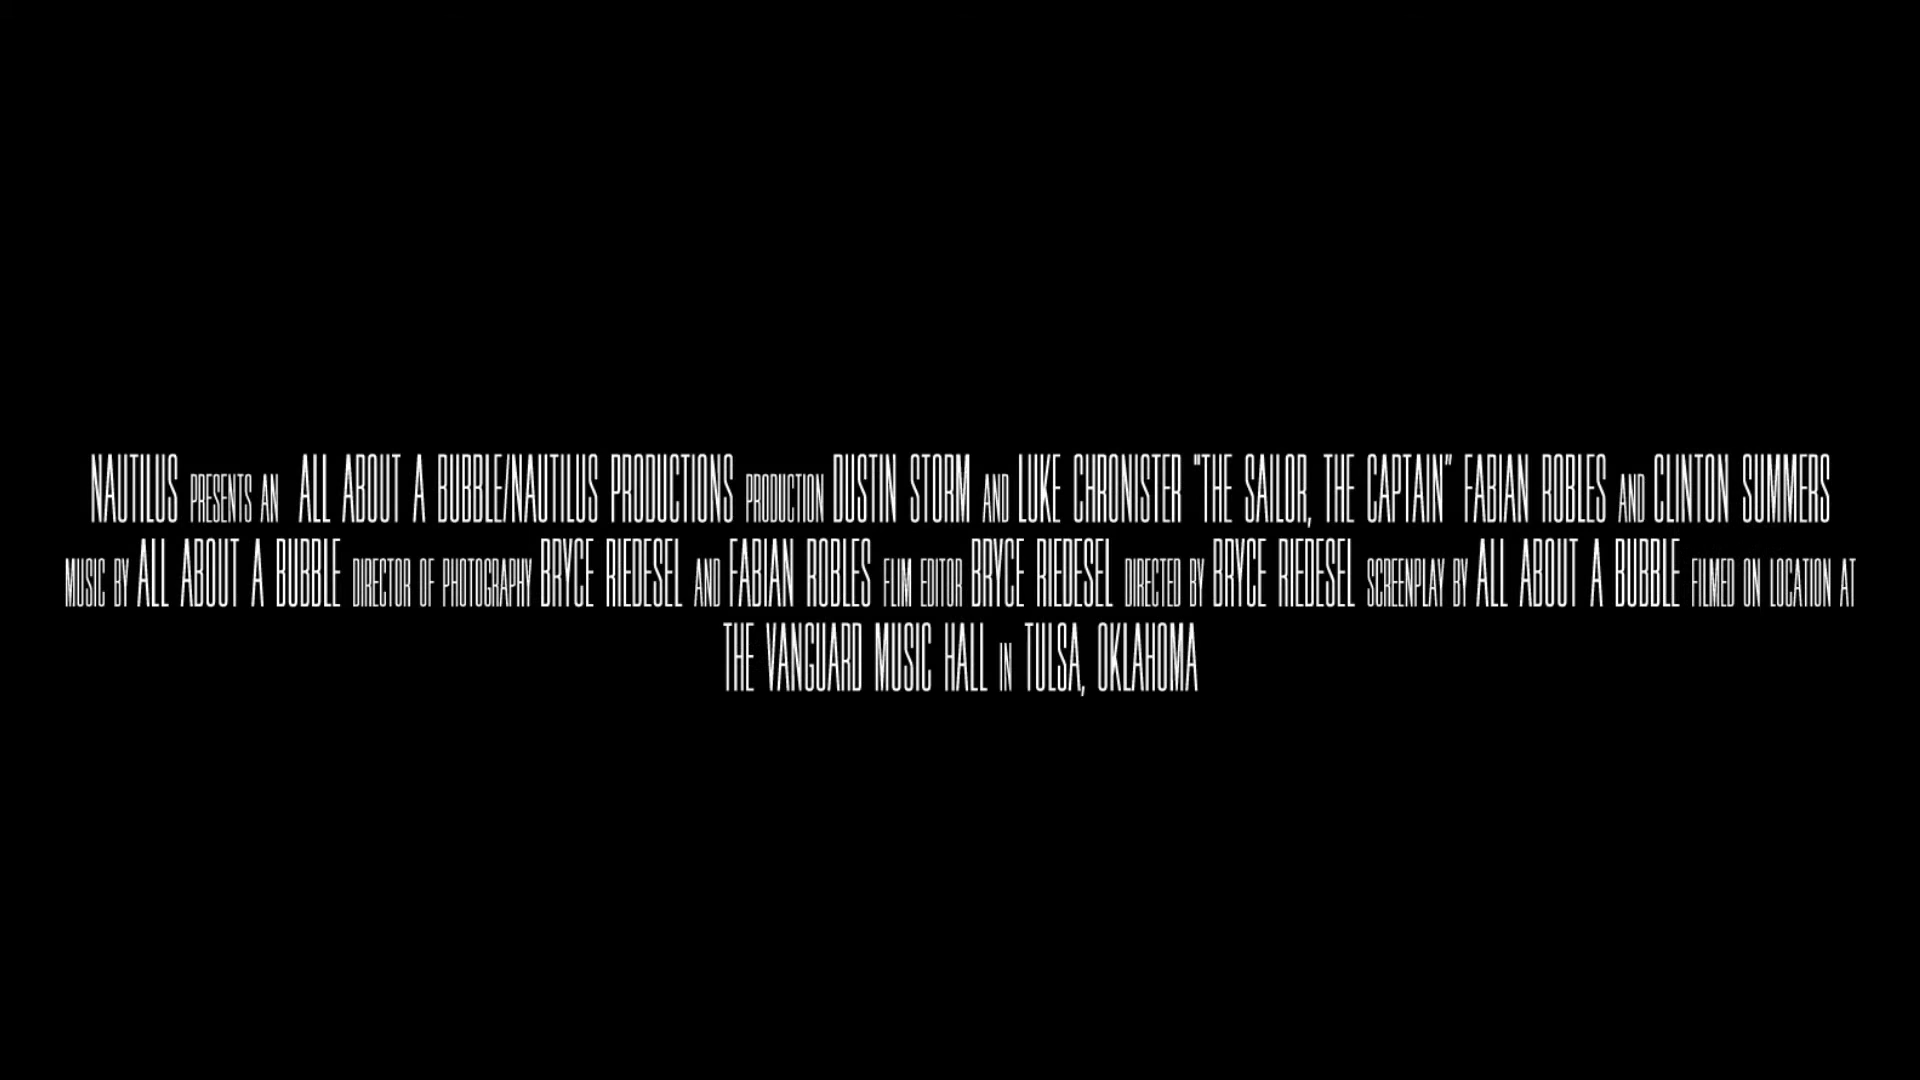 NAUTILUS PRESENTS AN ALL ABOUT A BUBBLE/NAUTILUS PRODUCTIONS PRODUCTION DUSTIN STORM AND LUKE CHRONISTER "THE SAILOR, THE CAPTAIN" FABIAN ROBLES AND CLINTON SUMMERS
MUSIC BY ALL ABOUT A BUBBLE DIRECTOR OF PHOTOGRAPHY BRYCE RIEDESEL AND FABIAN ROBLES FLIM EDITOR BRYCE RIEDESEL DIRECTED BY BRYCE RIEDESEL SCREENPLAY BY ALL ABOUT A BUBBLE FILMED ON LOCATION AT
THE VANGUARD MUSIC HALL IN TULSA, OKLAHOMA